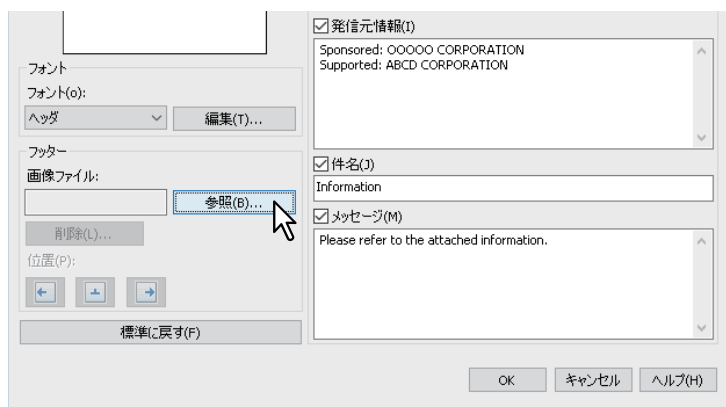 フォント
フォント(o):
ヘッダ
編集(T)...
フッター
画像ファイル:
参照(B)...
削除(L)...
位置(P):
標準に戻す(F)
発信元情報(I)
Sponsored: OOOOO CORPORATION
Supported: ABCD CORPORATION
件名(J)
Information
メッセージ(M)
Please refer to the attached information.
OK
キャンセル
ヘルプ(H)